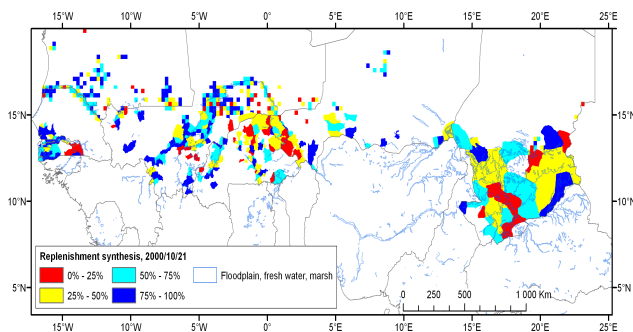 15°W 10°W 5°W 0°E 5°E 10°E 15°E 20°E 25°E
15°N 15°N
10°N 10°N
5°N 5°N
Replenishment synthesis, 2000/10/21
0% - 25% 50% - 75% Floodplain, fresh water, marsh
25% - 50% 75% - 100%
0 250 500 1 000 Km
15°W 10°W 5°W 0°E 5°E 10°E 15°E 20°E 25°E